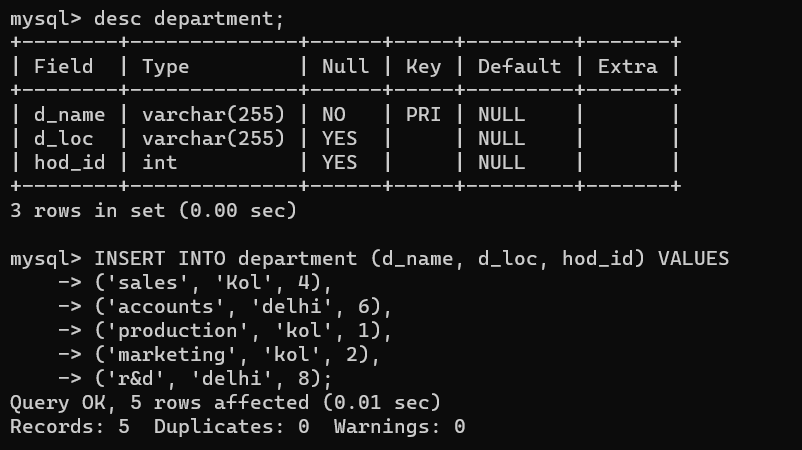 mysql> desc department;
+--------+--------------+------+-----+---------+-------+
| Field  | Type         | Null | Key | Default | Extra |
+--------+--------------+------+-----+---------+-------+
| d_name | varchar(255) | NO   | PRI | NULL    |       |
| d_loc  | varchar(255) | YES  |     | NULL    |       |
| hod_id | int          | YES  |     | NULL    |       |
+--------+--------------+------+-----+---------+-------+
3 rows in set (0.00 sec)

mysql> INSERT INTO department (d_name, d_loc, hod_id) VALUES
    -> ('sales', 'Kol', 4),
    -> ('accounts', 'delhi', 6),
    -> ('production', 'kol', 1),
    -> ('marketing', 'kol', 2),
    -> ('r&d', 'delhi', 8);
Query OK, 5 rows affected (0.01 sec)
Records: 5  Duplicates: 0  Warnings: 0